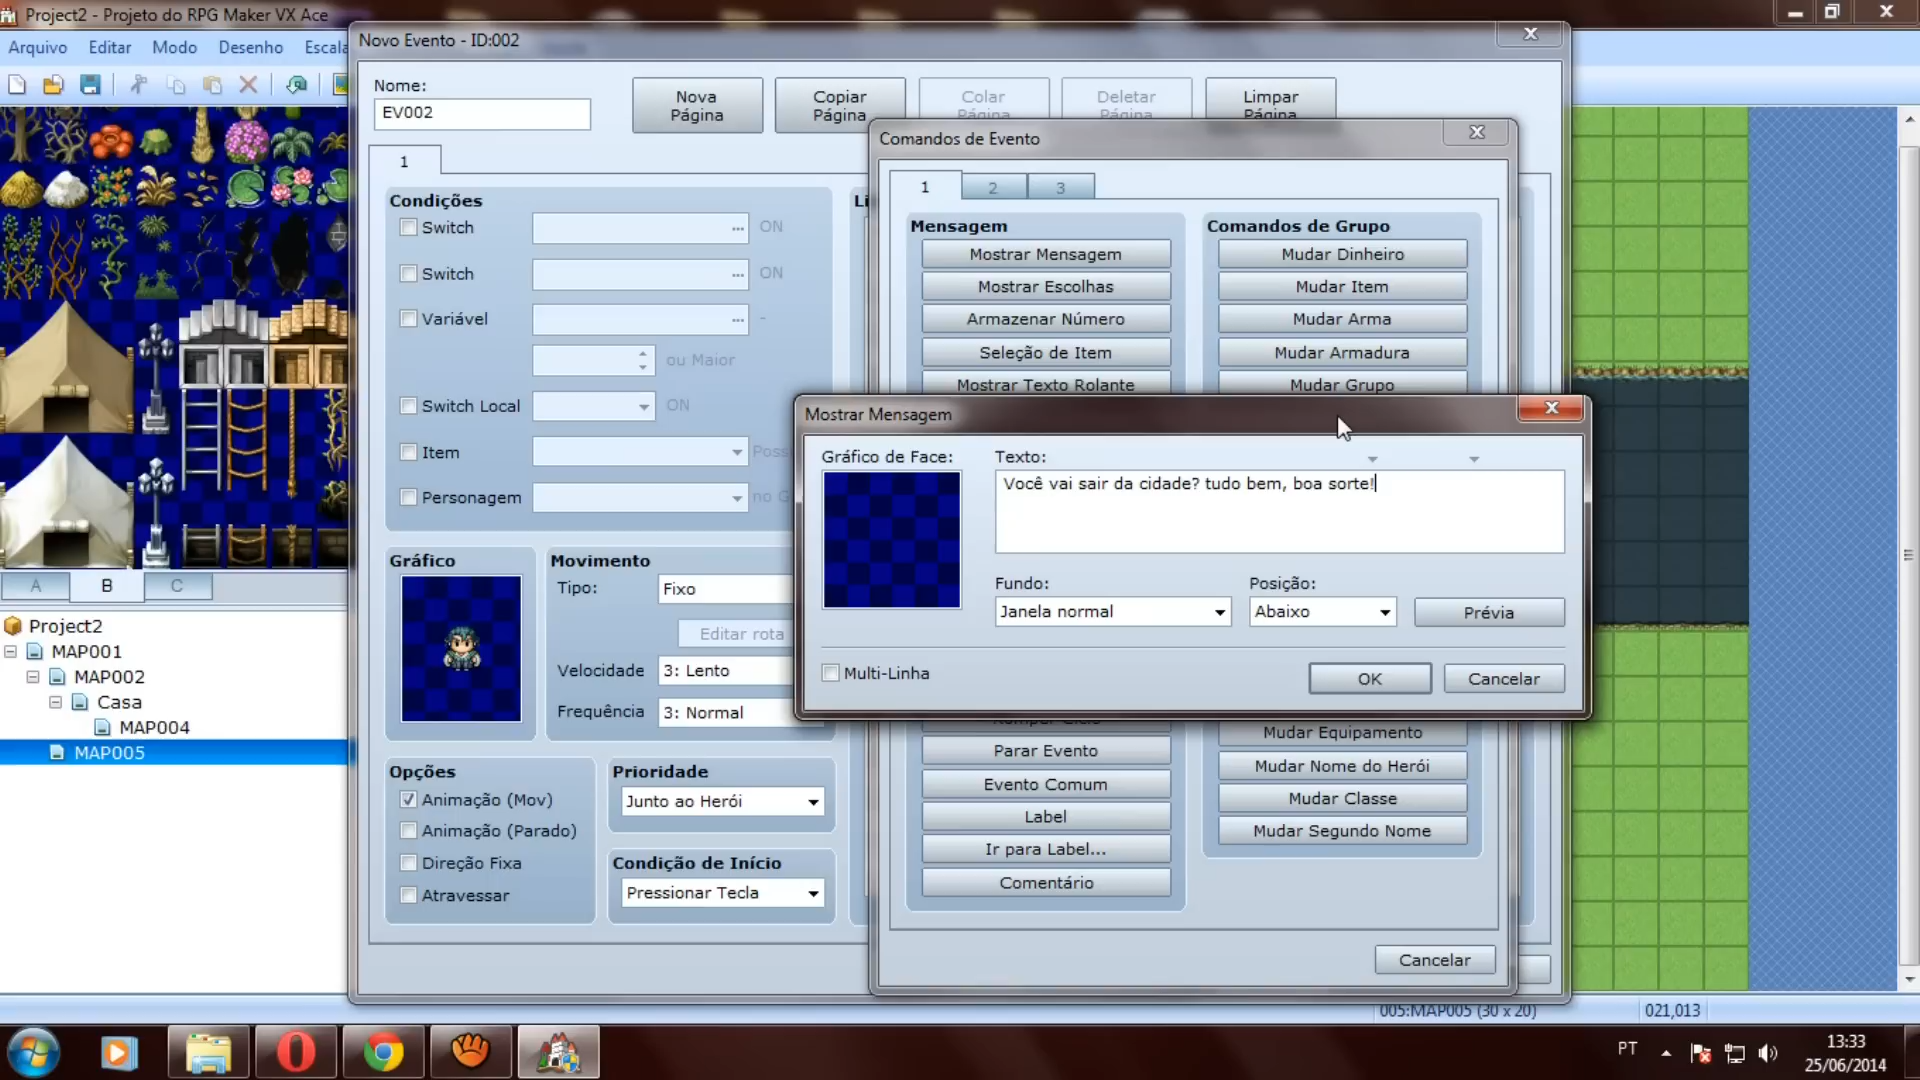 Project2 - Projeto do RPG Maker VX Ace
Arquivo Editar Modo Desenho Escala
Novo Evento - ID:002
Nome:
EV002
Nova Página
Copiar Página
Colar Página
Deletar Página
Limpar Página
1
Condições
Switch ... ON
Switch ... ON
Variável ... -
ou Maior
Switch Local ON
Item
Personagem
Gráfico
Movimento
Tipo: Fixo
Editar rota
Velocidade 3: Lento
Frequência 3: Normal
Opções
Animação (Mov)
Animação (Parado)
Direção Fixa
Atravessar
Prioridade
Junto ao Herói
Condição de Início
Pressionar Tecla
Comandos de Evento
1 2 3
Mensagem
Mostrar Mensagem
Mostrar Escolhas
Armazenar Número
Seleção de Item
Mostrar Texto Rolante
Comandos de Grupo
Mudar Dinheiro
Mudar Item
Mudar Arma
Mudar Armadura
Mudar Grupo
Mostrar Mensagem
Gráfico de Face:
Texto:
Você vai sair da cidade? tudo bem, boa sorte!
Fundo:
Janela normal
Posição:
Abaixo
Prévia
Multi-Linha
OK
Cancelar
Parar Evento
Evento Comum
Label
Ir para Label...
Comentário
Mudar Equipamento
Mudar Nome do Herói
Mudar Classe
Mudar Segundo Nome
Cancelar
A B C
Project2
MAP001
MAP002
Casa
MAP004
MAP005
005:MAP005 (30 x 20)
021,013
PT
13:33
25/06/2014